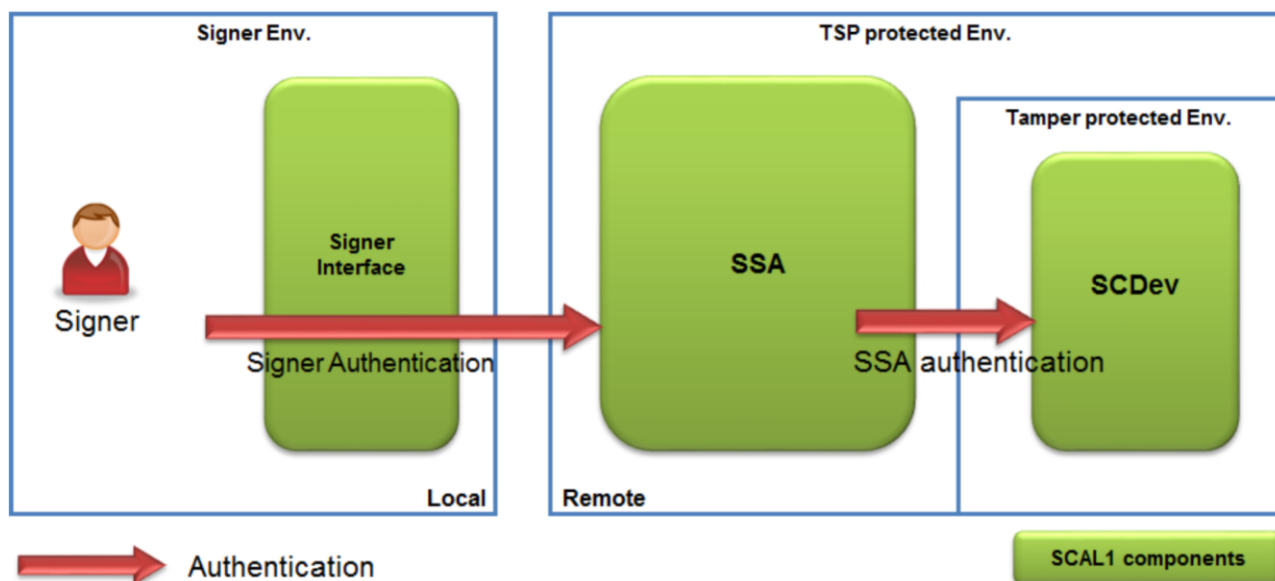 Signer Env.
TSP protected Env.
Tamper protected Env.
Signer
Interface
SSA
SCDev
Signer
Signer Authentication
SSA authentication
Local
Remote
Authentication
SCAL1 components